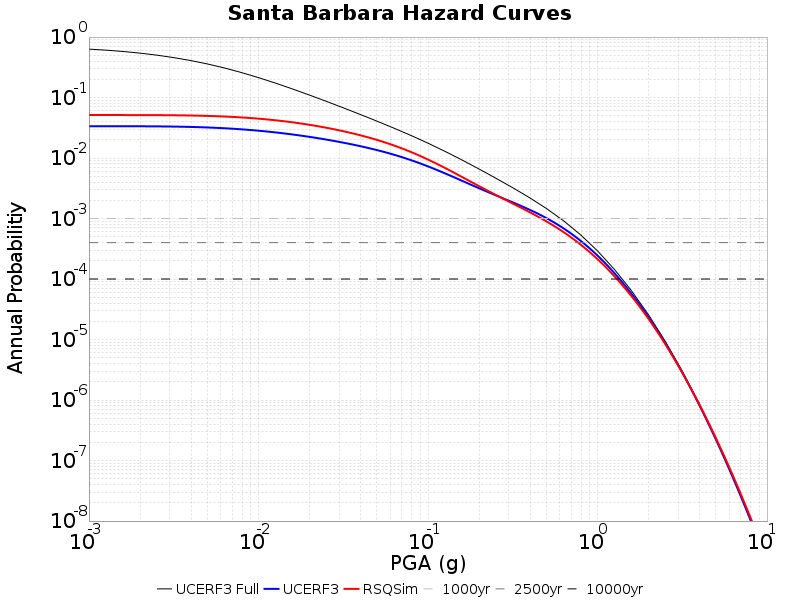 Santa Barbara Hazard Curves
10^0
10^-1
10^-2
10^-3
10^-4
10^-5
10^-6
10^-7
10^-8
Annual Probabilitiy
10^-3 10^-2 10^-1 10^0 10^1
PGA (g)
UCERF3 Full UCERF3 RSQSim 1000yr 2500yr 10000yr